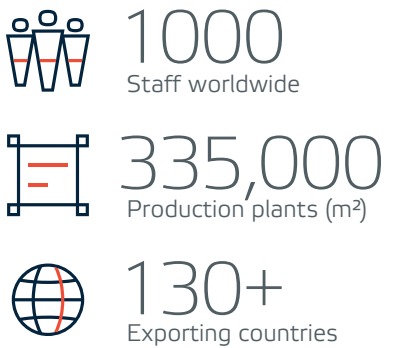 1000
Staff worldwide
335,000
Production plants (m²)
130+
Exporting countries